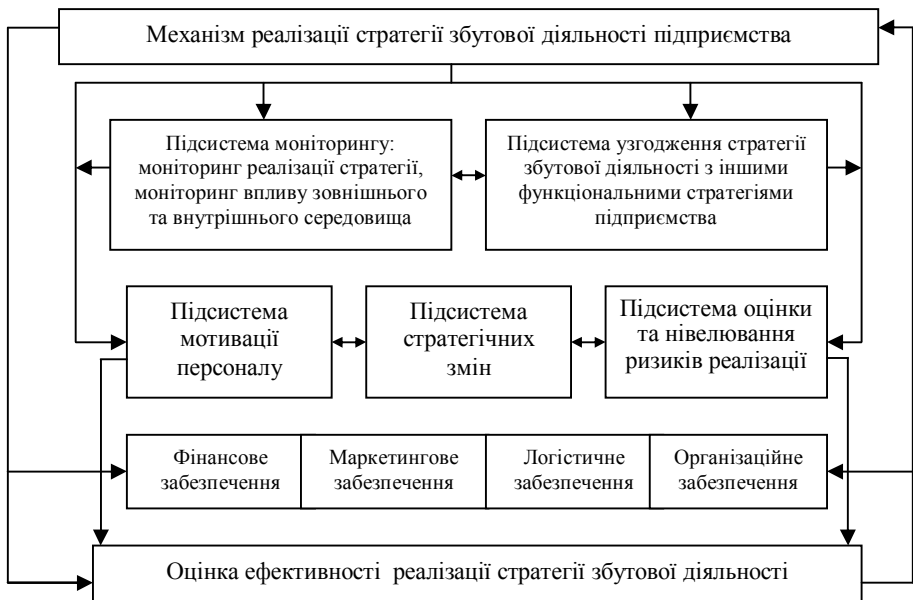 Механізм реалізації стратегії збутової діяльності підприємства
Підсистема моніторингу:
моніторинг реалізації стратегії,
моніторинг впливу зовнішнього
та внутрішнього середовища
Підсистема узгодження стратегії
збутової діяльності з іншими
функціональними стратегіями
підприємства
Підсистема
мотивації
персоналу
Підсистема
стратегічних
змін
Підсистема оцінки
та нівелювання
ризиків реалізації
Фінансове
забезпечення
Маркетингове
забезпечення
Логістичне
забезпечення
Організаційне
забезпечення
Оцінка ефективності реалізації стратегії збутової діяльності